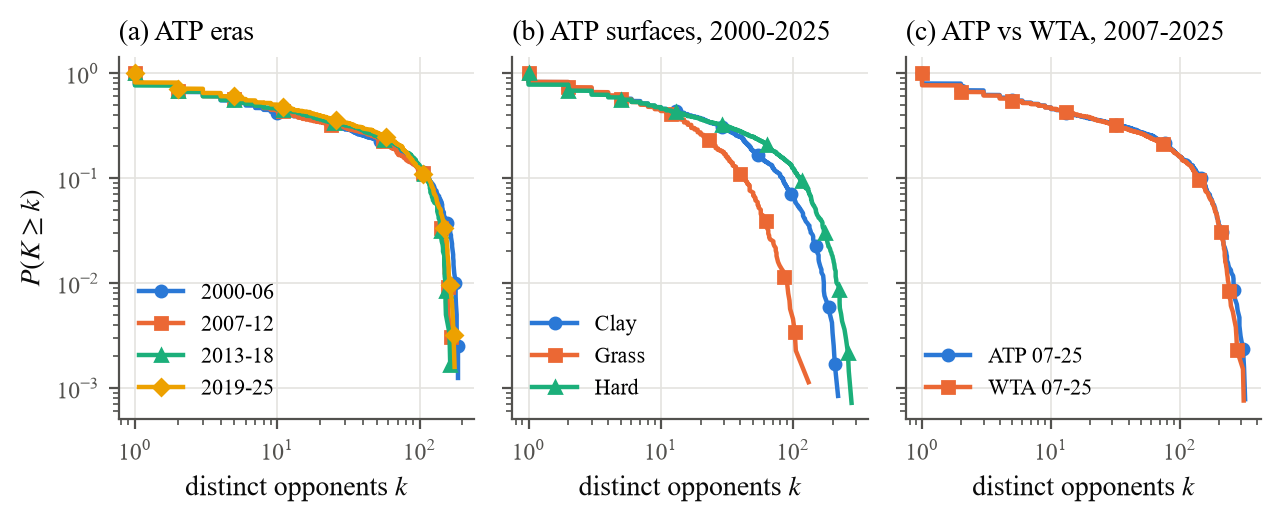 (a) ATP eras
(b) ATP surfaces, 2000-2025
(c) ATP vs WTA, 2007-2025
P(K ≥ k)
10⁰
10⁻¹
10⁻²
10⁻³
2000-06
2007-12
2013-18
2019-25
Clay
Grass
Hard
ATP 07-25
WTA 07-25
10⁰ 10¹ 10²
10⁰ 10¹ 10²
10⁰ 10¹ 10²
distinct opponents k
distinct opponents k
distinct opponents k